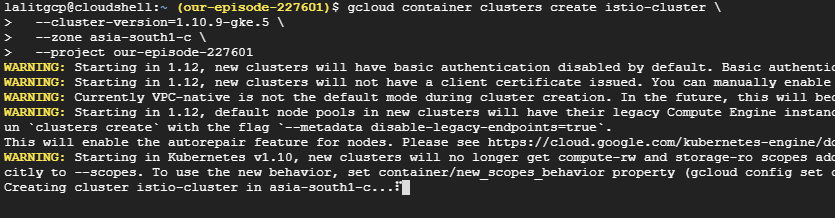 lalitgcp@cloudshell:~ (our-episode-227601)$ gcloud container clusters create istio-cluster \
>   --cluster-version=1.10.9-gke.5 \
>   --zone asia-south1-c \
>   --project our-episode-227601
WARNING: Starting in 1.12, new clusters will have basic authentication disabled by default. Basic authentic
WARNING: Starting in 1.12, new clusters will not have a client certificate issued. You can manually enable
WARNING: Currently VPC-native is not the default mode during cluster creation. In the future, this will bec
WARNING: Starting in 1.12, default node pools in new clusters will have their legacy Compute Engine instanc
un `clusters create` with the flag `--metadata disable-legacy-endpoints=true`.
This will enable the autorepair feature for nodes. Please see https://cloud.google.com/kubernetes-engine/do
WARNING: Starting in Kubernetes v1.10, new clusters will no longer get compute-rw and storage-ro scopes add
citly to --scopes. To use the new behavior, set container/new_scopes_behavior property (gcloud config set c
Creating cluster istio-cluster in asia-south1-c...